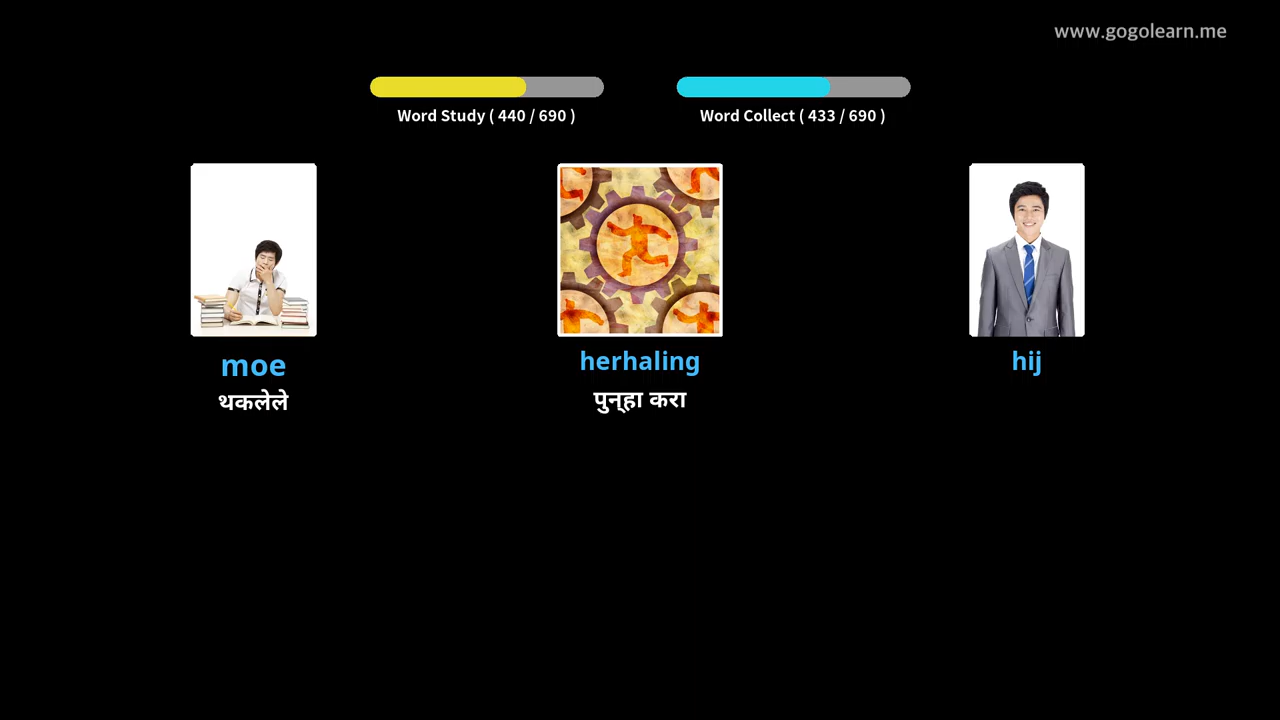 www.gogolearn.me
Word Study ( 440 / 690 )
Word Collect ( 433 / 690 )
moe
थकलेले
herhaling
पुन्हा करा
hij